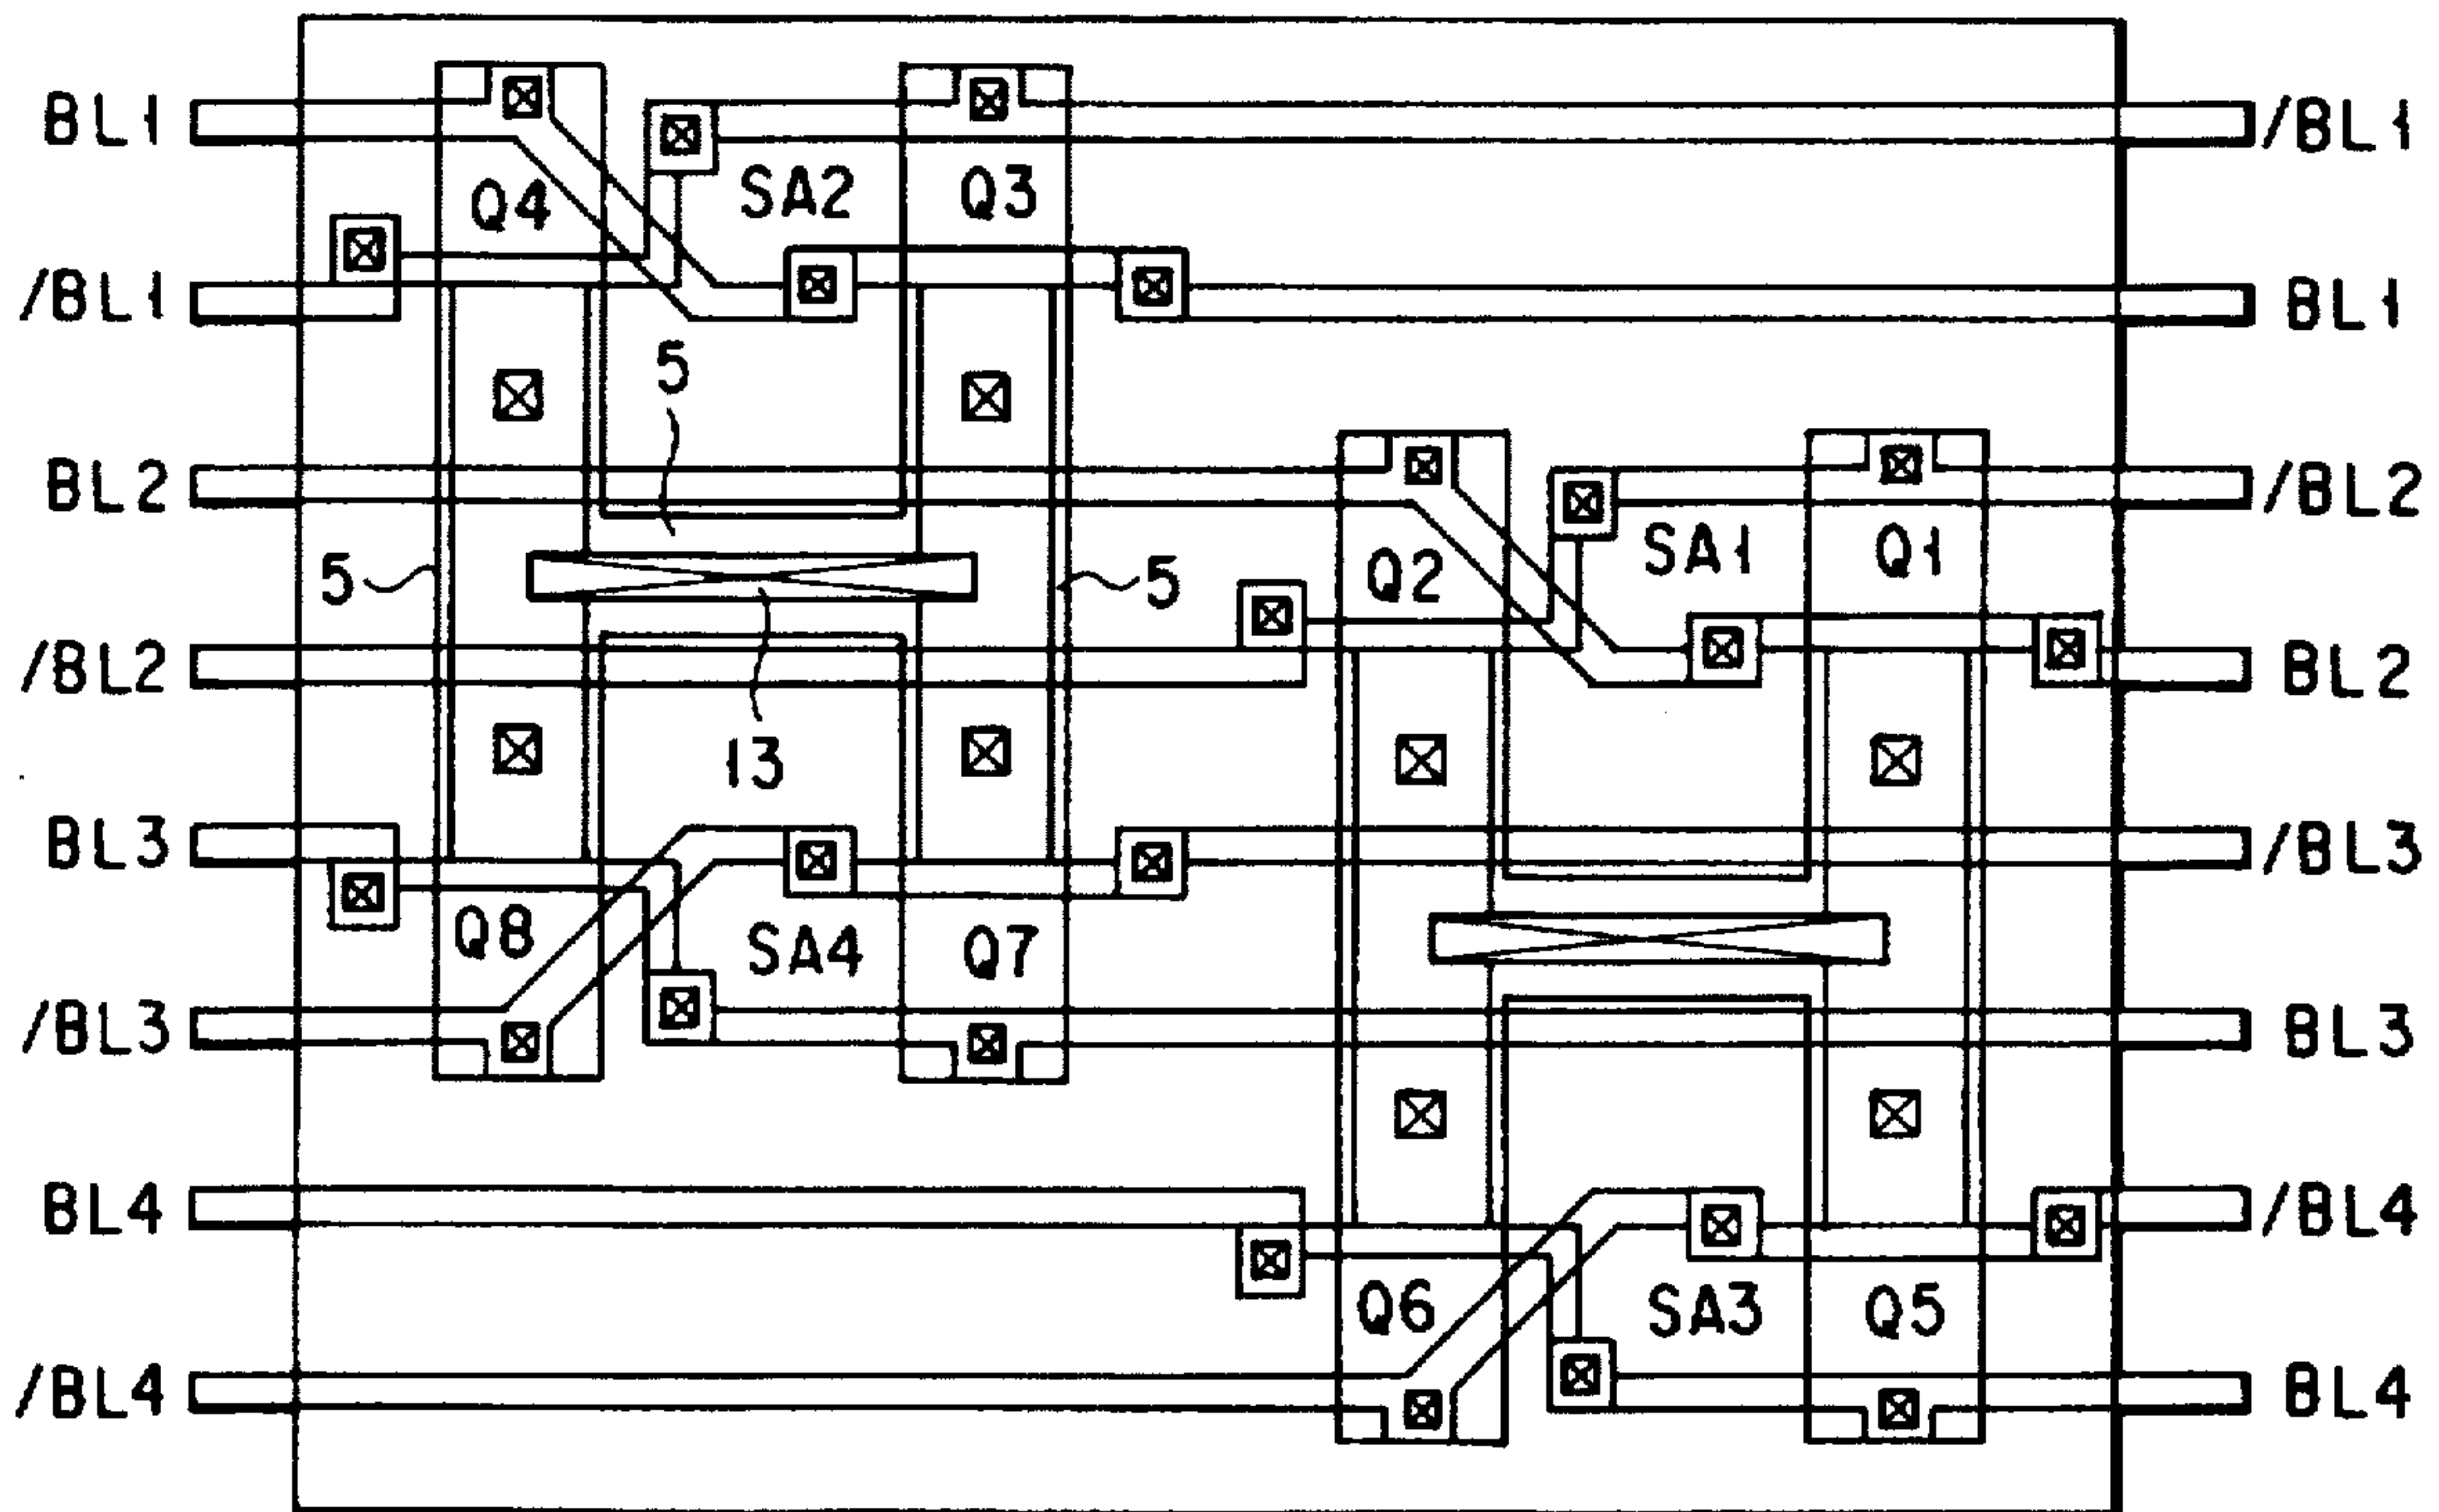 BL1 /BL1
Q4 SA2 Q3
/BL1 BL1
5
BL2 /BL2
5 5 Q2 SA1 Q1
/BL2 BL2
13
BL3 /BL3
Q8 SA4 Q7
/BL3 BL3
BL4 /BL4
Q6 SA3 Q5
/BL4 BL4